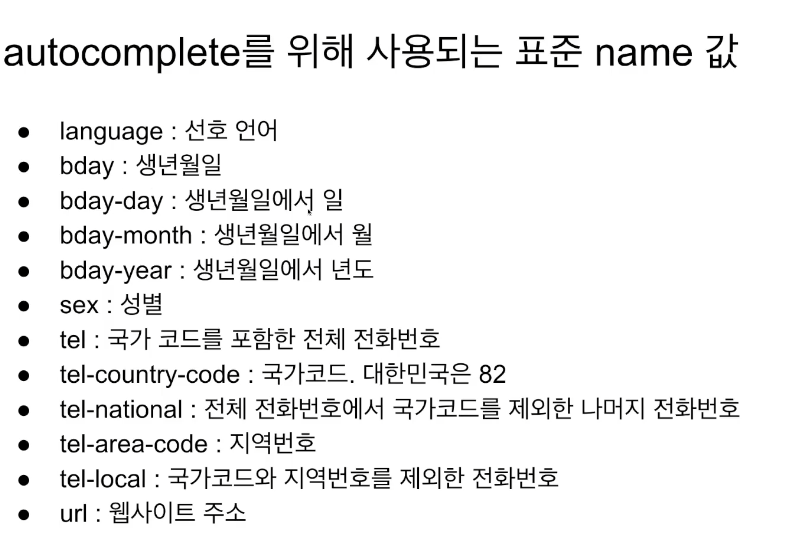 autocomplete를 위해 사용되는 표준 name 값
● language : 선호 언어
● bday : 생년월일
● bday-day : 생년월일에서 일
● bday-month : 생년월일에서 월
● bday-year : 생년월일에서 년도
● sex : 성별
● tel : 국가 코드를 포함한 전체 전화번호
● tel-country-code : 국가코드. 대한민국은 82
● tel-national : 전체 전화번호에서 국가코드를 제외한 나머지 전화번호
● tel-area-code : 지역번호
● tel-local : 국가코드와 지역번호를 제외한 전화번호
● url : 웹사이트 주소